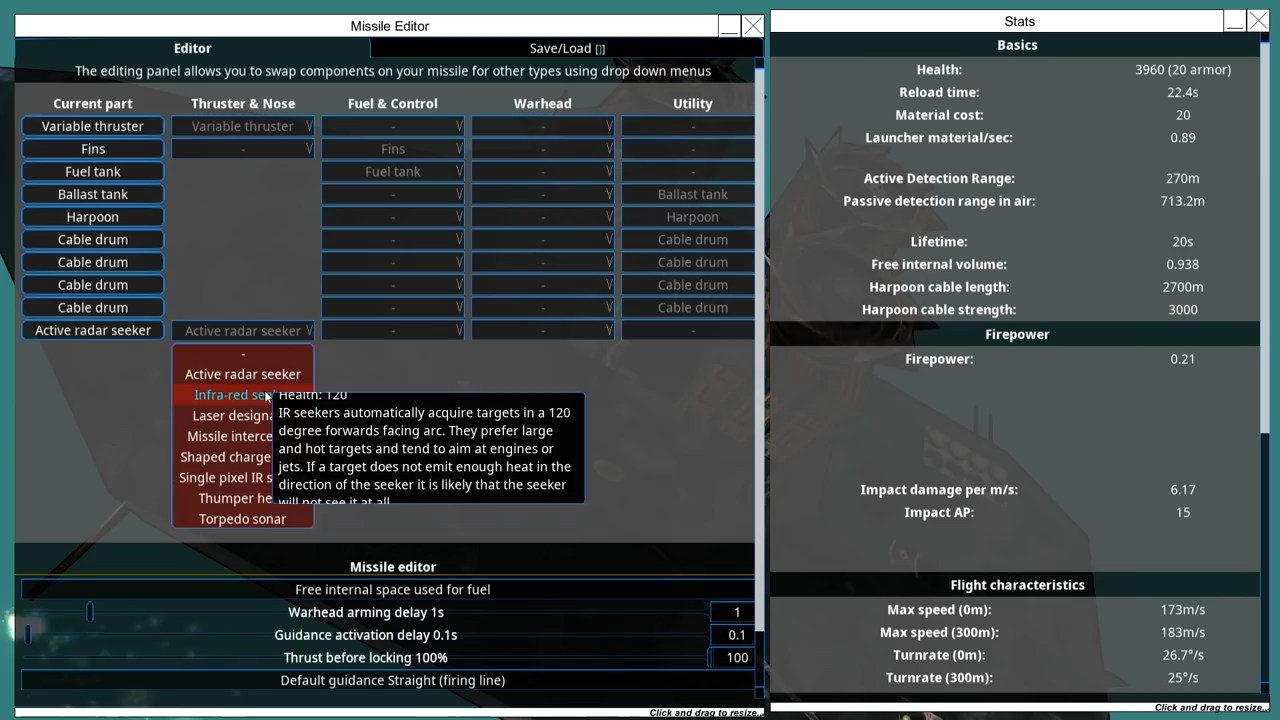 Missile Editor
Editor
Save/Load []
The editing panel allows you to swap components on your missile for other types using drop down menus
Current part Thruster & Nose Fuel & Control Warhead Utility
Variable thruster Variable thruster V - V - V -
Fins - V Fins V - V -
Fuel tank Fuel tank V - V -
Ballast tank - V - V Ballast tank
Harpoon - V - V Harpoon
Cable drum - V - V Cable drum
Cable drum - V - V Cable drum
Cable drum - V - V Cable drum
Cable drum - V - V Cable drum
Active radar seeker Active radar seeker V - V - V -
-
Active radar seeker
Infra-red se
Laser designa
Missile interce
Shaped charge
Single pixel IR s
Thumper he
Torpedo sonar
Health: 120
IR seekers automatically acquire targets in a 120
degree forwards facing arc. They prefer large
and hot targets and tend to aim at engines or
jets. If a target does not emit enough heat in the
direction of the seeker it is likely that the seeker
will not see it at all
Missile editor
Free internal space used for fuel
Warhead arming delay 1s 1
Guidance activation delay 0.1s 0.1
Thrust before locking 100% 100
Default guidance Straight (firing line)
Click and drag to resize..
Stats
Basics
Health: 3960 (20 armor)
Reload time: 22.4s
Material cost: 20
Launcher material/sec: 0.89
Active Detection Range: 270m
Passive detection range in air: 713.2m
Lifetime: 20s
Free internal volume: 0.938
Harpoon cable length: 2700m
Harpoon cable strength: 3000
Firepower
Firepower: 0.21
Impact damage per m/s: 6.17
Impact AP: 15
Flight characteristics
Max speed (0m): 173m/s
Max speed (300m): 183m/s
Turnrate (0m): 26.7°/s
Turnrate (300m): 25°/s
Click and drag to resize..